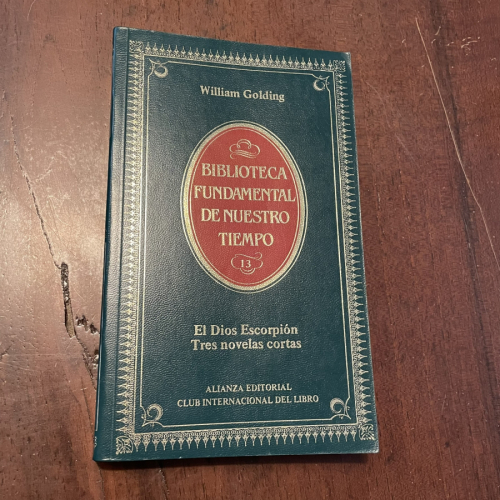 William Golding
BIBLIOTECA
FUNDAMENTAL
DE NUESTRO
TIEMPO
13
El Dios Escorpión
Tres novelas cortas
ALIANZA EDITORIAL
CLUB INTERNACIONAL DEL LIBRO